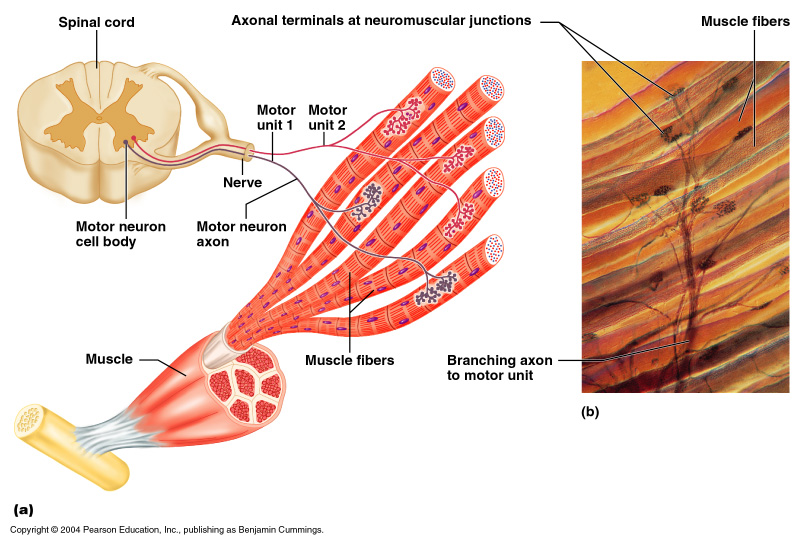 Spinal cord
Axonal terminals at neuromuscular junctions
Muscle fibers
Motor
unit 1
Motor
unit 2
Nerve
Motor neuron
cell body
Motor neuron
axon
Muscle
Muscle fibers
Branching axon
to motor unit
(b)
(a)
Copyright © 2004 Pearson Education, Inc., publishing as Benjamin Cummings.